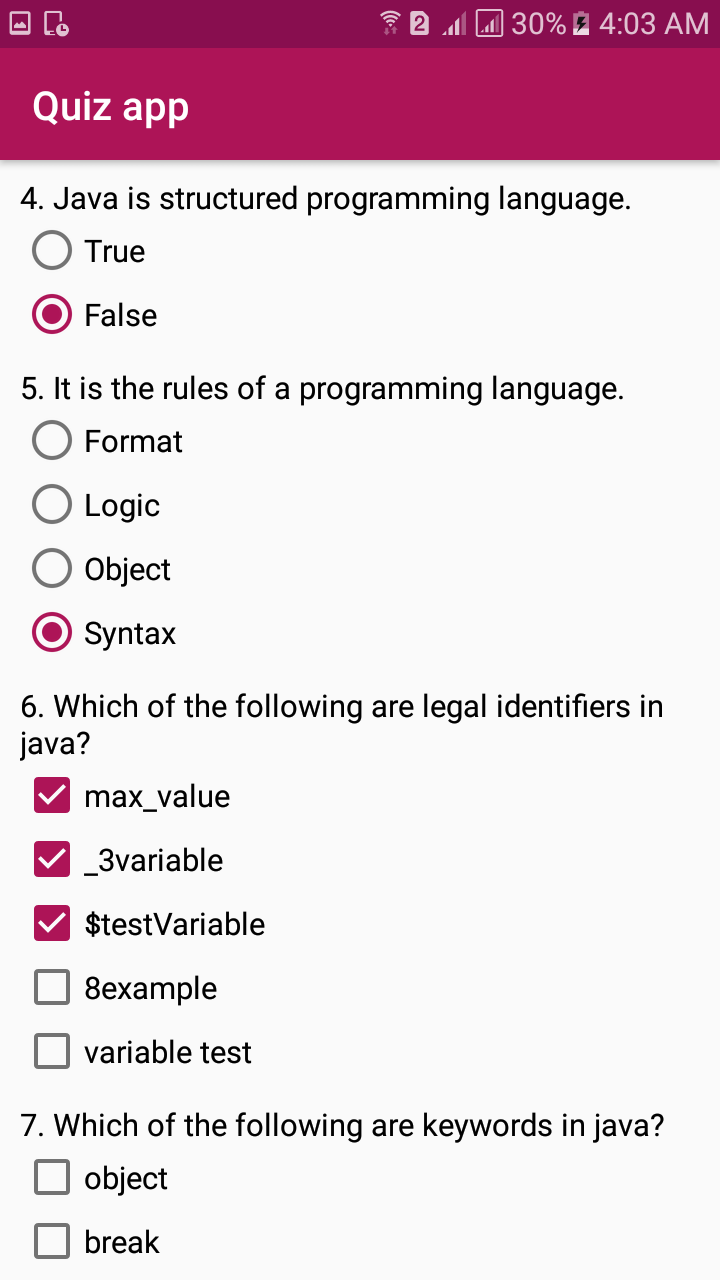 2 30% 4:03 AM
Quiz app
4. Java is structured programming language.
True
False
5. It is the rules of a programming language.
Format
Logic
Object
Syntax
6. Which of the following are legal identifiers in
java?
max_value
_3variable
$testVariable
8example
variable test
7. Which of the following are keywords in java?
object
break